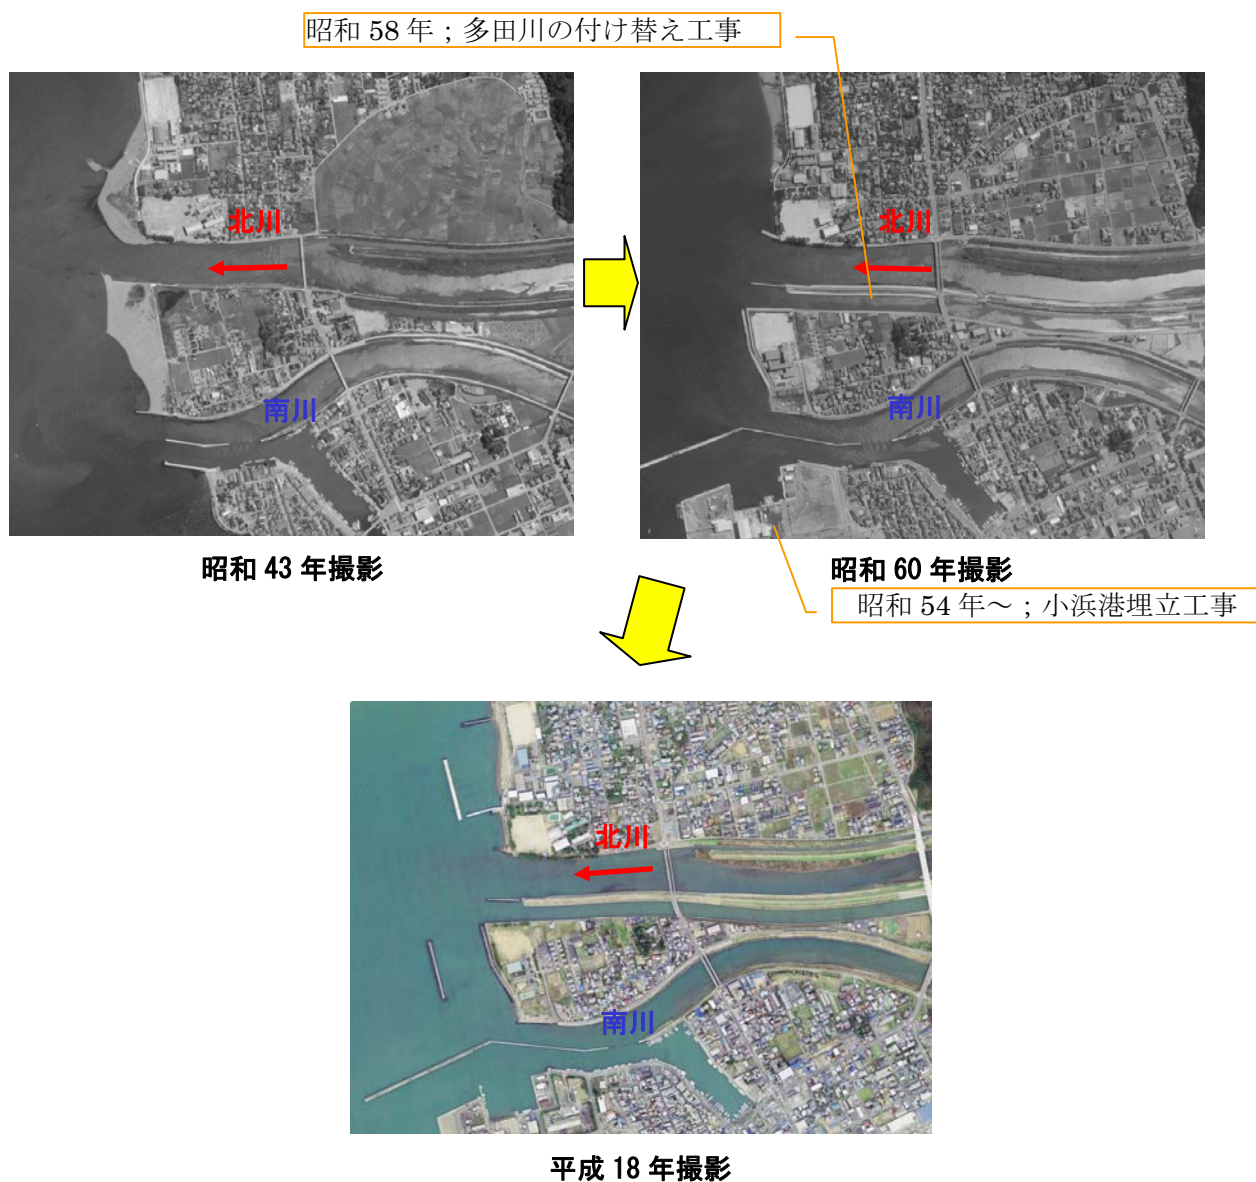 昭和 58 年；多田川の付け替え工事
北川
南川
昭和 43 年撮影
北川
南川
昭和 60 年撮影
昭和 54 年～；小浜港埋立工事
北川
南川
平成 18 年撮影